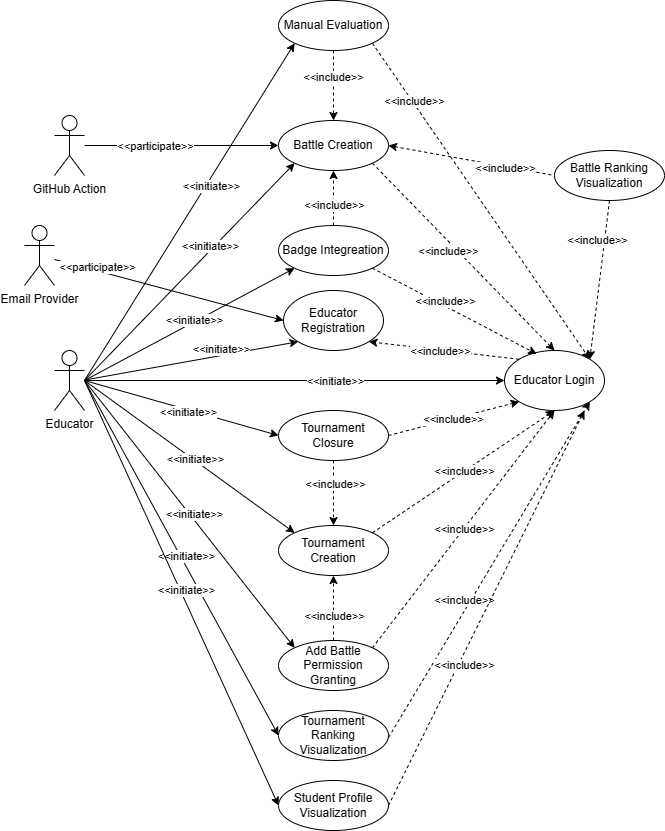 Manual Evaluation
<<include>>
<<include>>
GitHub Action
<<participate>>
Battle Creation
<<include>>
Battle Ranking
Visualization
<<initiate>>
<<include>>
<<include>>
<<initiate>>
Badge Integreation
<<include>>
Email Provider
<<participate>>
<<include>>
<<initiate>>
Educator
Registration
<<initiate>>
<<include>>
Educator
<<initiate>>
Educator Login
<<initiate>>
Tournament
Closure
<<include>>
<<initiate>>
<<include>>
<<include>>
<<initiate>>
Tournament
Creation
<<include>>
<<initiate>>
<<initiate>>
<<include>>
<<include>>
Add Battle
Permission
Granting
<<include>>
Tournament
Ranking
Visualization
Student Profile
Visualization